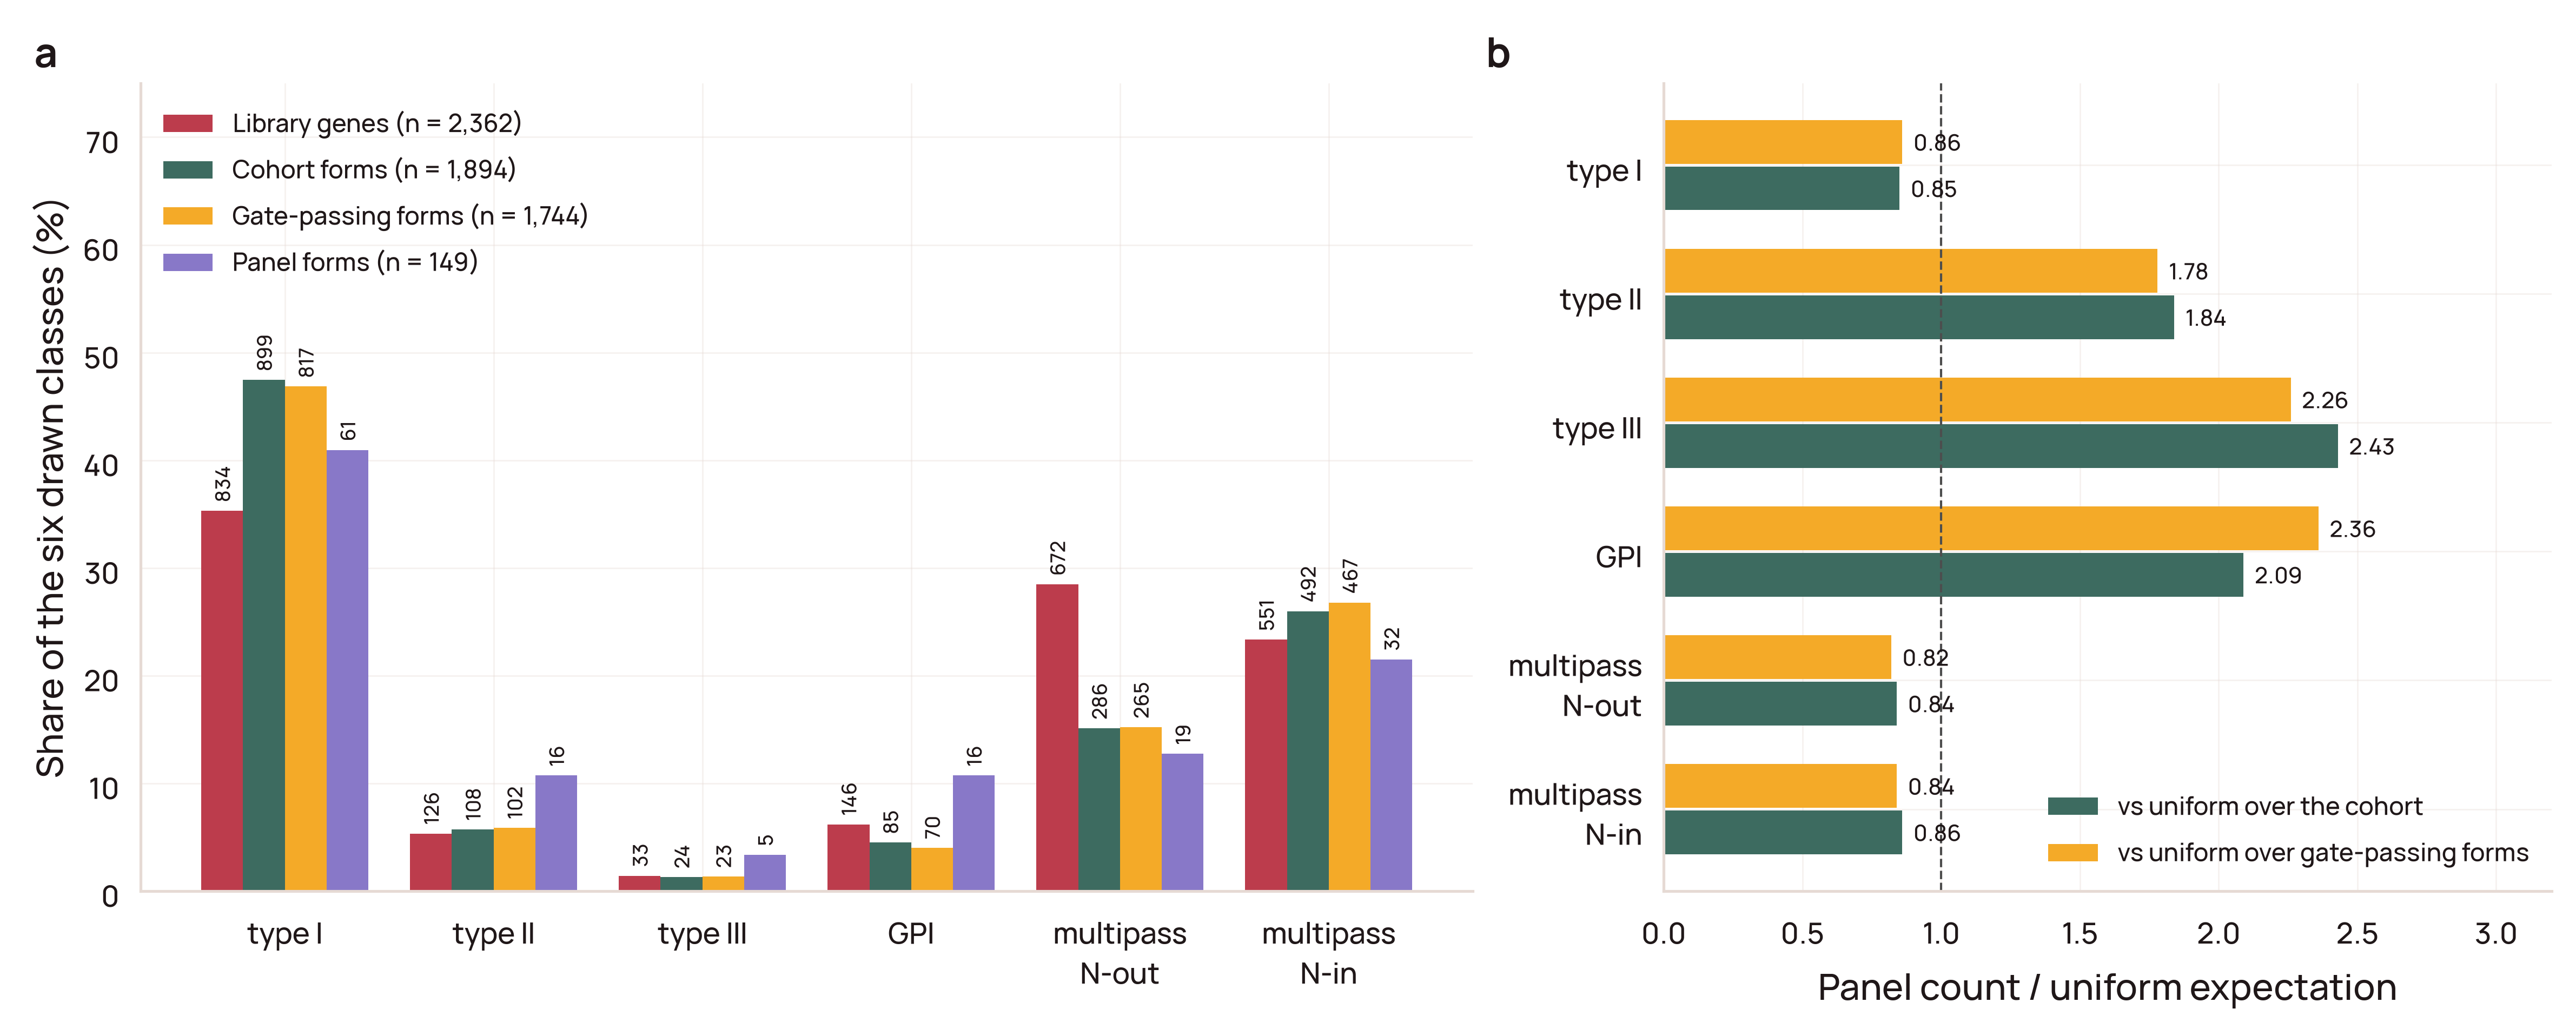 a
Share of the six drawn classes (%)
70
60
50
40
30
20
10
0
Library genes (n = 2,362)
Cohort forms (n = 1,894)
Gate-passing forms (n = 1,744)
Panel forms (n = 149)
834
899
817
61
126
108
102
16
33
24
23
5
146
85
70
16
672
286
265
19
551
492
467
32
type I
type II
type III
GPI
multipass
N-out
multipass
N-in
b
type I
0.86
0.85
type II
1.78
1.84
type III
2.26
2.43
GPI
2.36
2.09
multipass
N-out
0.82
0.84
multipass
N-in
0.84
0.86
vs uniform over the cohort
vs uniform over gate-passing forms
0.0
0.5
1.0
1.5
2.0
2.5
3.0
Panel count / uniform expectation